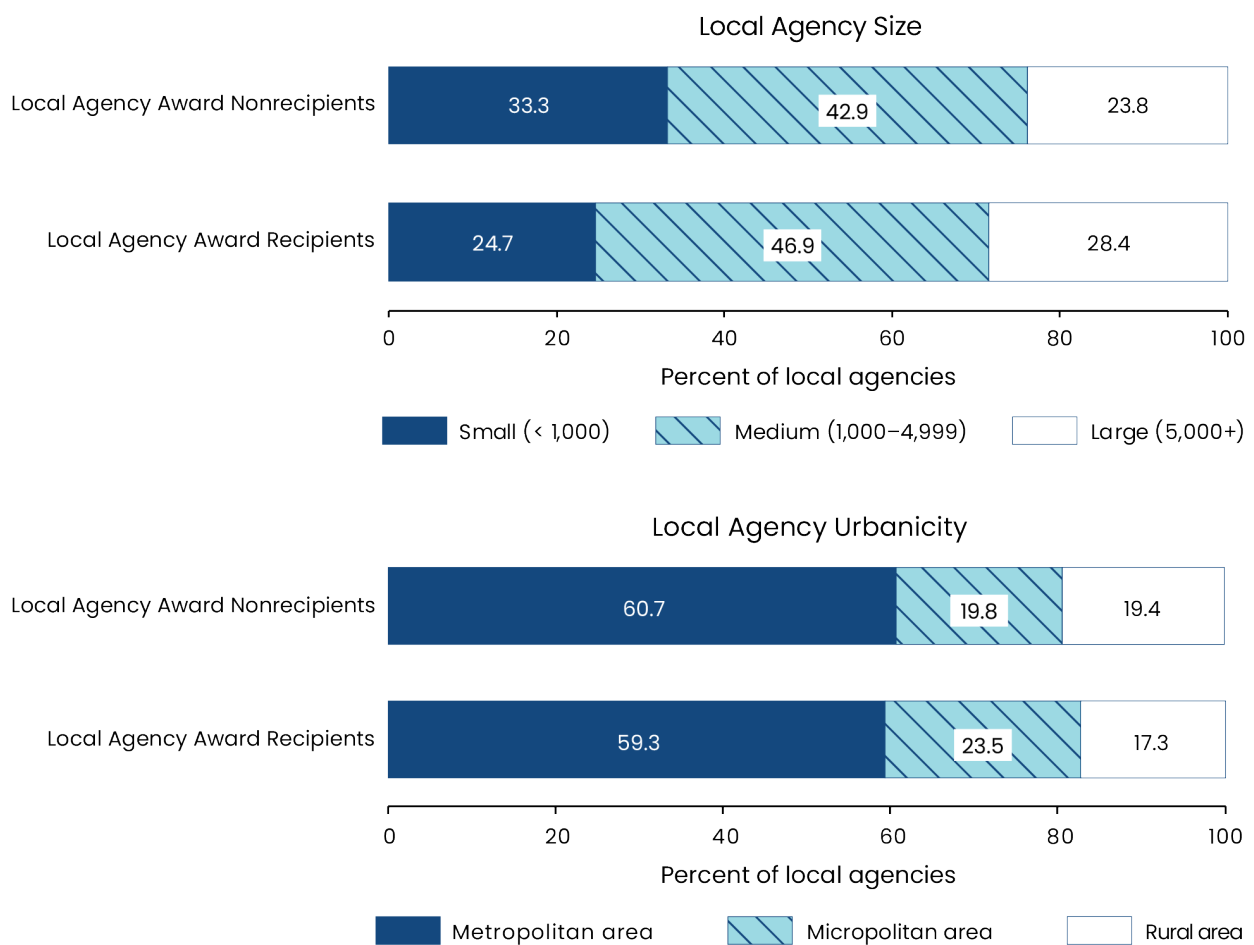 Local Agency Size
Local Agency Award Nonrecipients 33.3 42.9 23.8
Local Agency Award Recipients 24.7 46.9 28.4
0 20 40 60 80 100
Percent of local agencies
Small (< 1,000) Medium (1,000–4,999) Large (5,000+)
Local Agency Urbanicity
Local Agency Award Nonrecipients 60.7 19.8 19.4
Local Agency Award Recipients 59.3 23.5 17.3
0 20 40 60 80 100
Percent of local agencies
Metropolitan area Micropolitan area Rural area